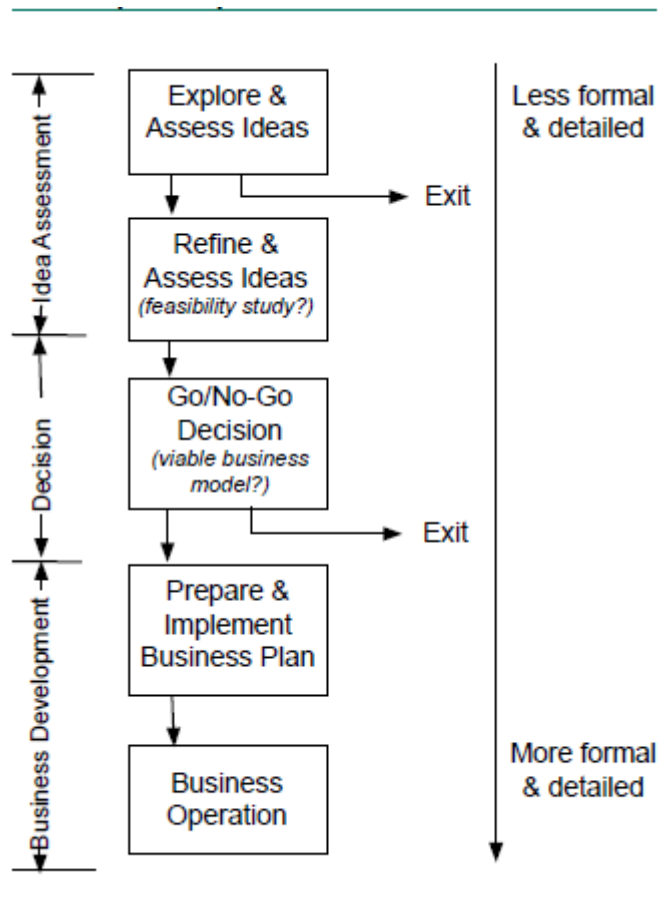 Explore &
Assess Ideas
Less formal
& detailed
Exit
Idea Assessment
Refine &
Assess Ideas
(feasibility study?)
Go/No-Go
Decision
(viable business
model?)
Decision
Exit
Prepare &
Implement
Business Plan
Business Development
Business
Operation
More formal
& detailed